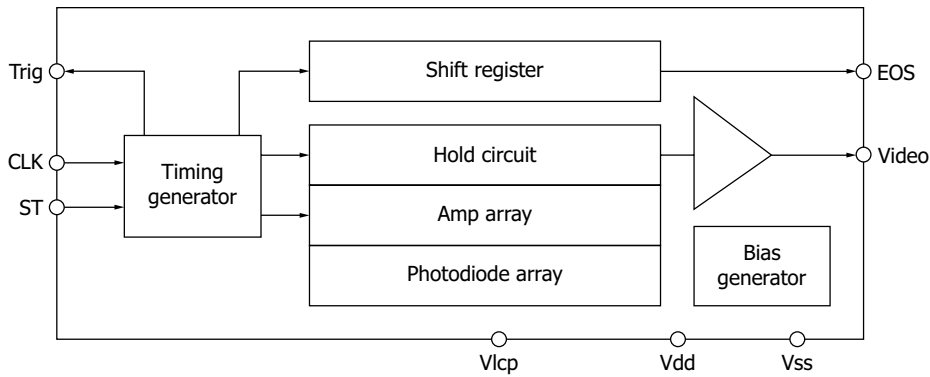 Trig
CLK
ST
Timing
generator
Shift register
Hold circuit
Amp array
Photodiode array
Bias
generator
EOS
Video
Vlcp
Vdd
Vss